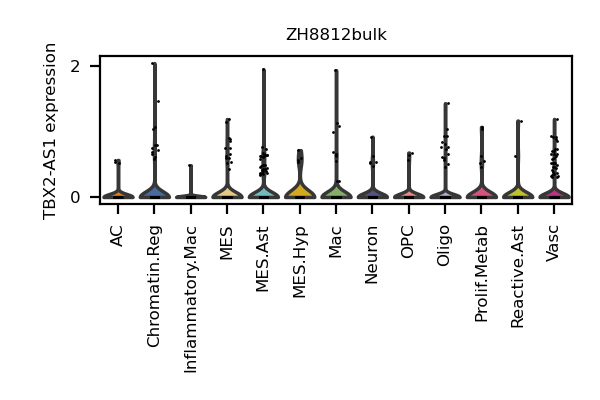 ZH8812bulk
TBX2-AS1 expression
2
0
AC
Chromatin.Reg
Inflammatory.Mac
MES
MES.Ast
MES.Hyp
Mac
Neuron
OPC
Oligo
Prolif.Metab
Reactive.Ast
Vasc